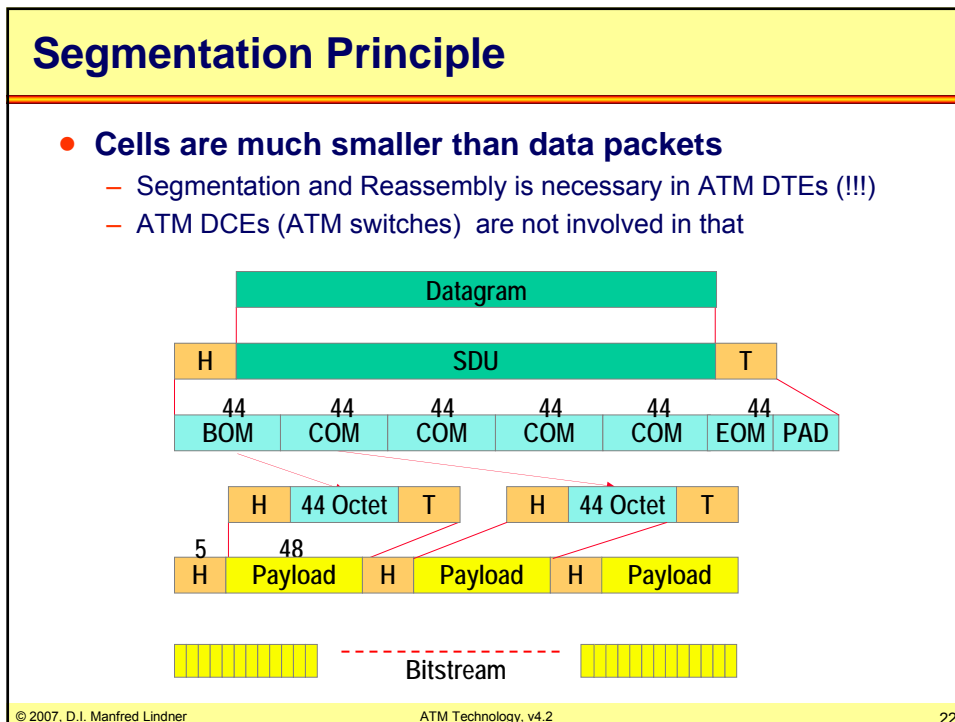 Segmentation Principle
• Cells are much smaller than data packets
– Segmentation and Reassembly is necessary in ATM DTEs (!!!)
– ATM DCEs (ATM switches) are not involved in that
Datagram
H SDU T
44 44 44 44 44 44
BOM COM COM COM COM EOM PAD
H 44 Octet T H 44 Octet T
5 48
H Payload H Payload H Payload
Bitstream
© 2007, D.I. Manfred Lindner ATM Technology, v4.2 22